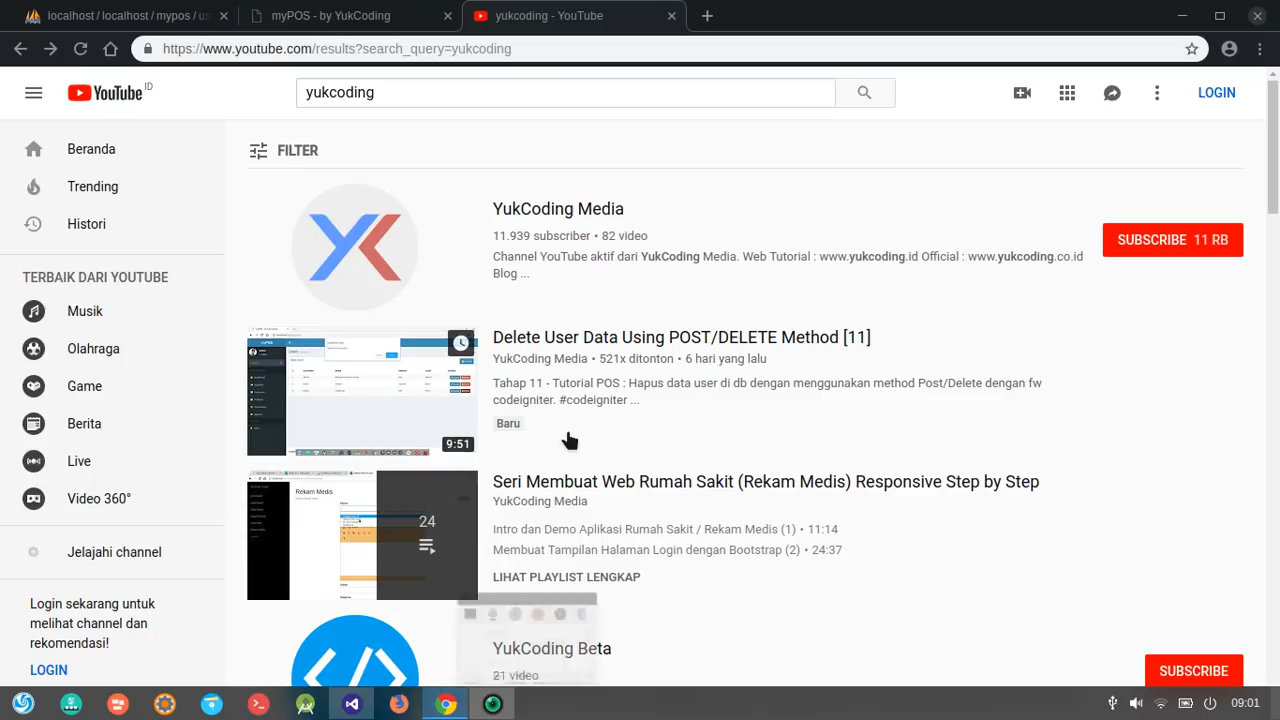 localhost / localhost / mypos / us
myPOS - by YukCoding
yukcoding - YouTube
https://www.youtube.com/results?search_query=yukcoding
YouTube ID
yukcoding
LOGIN
Beranda
Trending
Histori
TERBAIK DARI YOUTUBE
Musik
Olahraga
Game
Berita
Live
Video 360°
Jelajahi channel
Login sekarang untuk
melihat channel dan
rekomendasi!
LOGIN
FILTER
YukCoding Media
11.939 subscriber • 82 video
Channel YouTube aktif dari YukCoding Media. Web Tutorial : www.yukcoding.id Official : www.yukcoding.co.id
Blog ...
SUBSCRIBE 11 RB
9:51
Delete User Data Using POST/DELETE Method [11]
YukCoding Media • 521x ditonton • 6 hari yang lalu
Tahap 11 - Tutorial POS : Hapus data user di db dengan menggunakan method Post/Delete dengan fw
codeigniter. #codeigniter ...
Baru
Rekam Medis
24
Seri Membuat Web Rumah Sakit (Rekam Medis) Responsive Step by Step
YukCoding Media
Intro dan Demo Aplikasi Rumah Sakit / Rekam Medis (1) • 11:14
Membuat Tampilan Halaman Login dengan Bootstrap (2) • 24:37
LIHAT PLAYLIST LENGKAP
YukCoding Beta
21 video
SUBSCRIBE
09:01